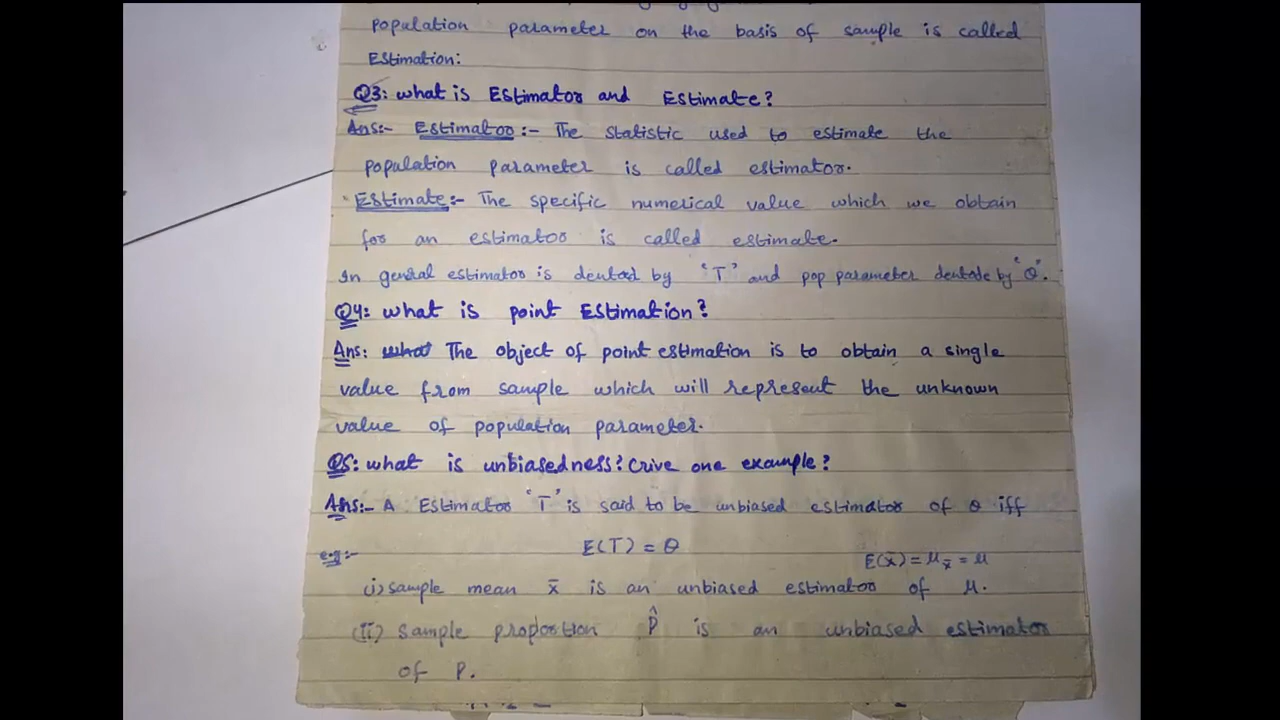 population parameter on the basis of sample is called
Estimation:
Q3: what is Estimator and Estimate?
Ans:- Estimator:- The statistic used to estimate the
population parameter is called estimator.
Estimate:- The specific numerical value which we obtain
for an estimator is called estimate.
In general estimator is denoted by 'T' and pop parameter denotede by 'θ'.
Q4: what is point Estimation?
Ans: what The object of point estimation is to obtain a single
value from sample which will represent the unknown
value of population parameter.
Q5: what is unbiasedness? Give one example?
Ans:- A Estimator 'T' is said to be unbiased estimator of θ iff
E(T) = θ
e.g:- E(x̄) = μx̄ = μ
(i) sample mean x̄ is an unbiased estimator of μ.
(ii) sample proportion P̂ is an unbiased estimator
of P.